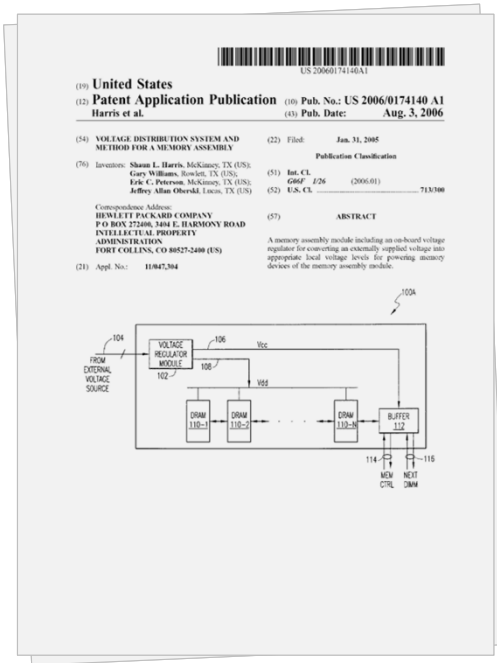 US 20060174140A1
(19) United States
(12) Patent Application Publication (10) Pub. No.: US 2006/0174140 A1
Harris et al. (43) Pub. Date: Aug. 3, 2006
(54) VOLTAGE DISTRIBUTION SYSTEM AND
METHOD FOR A MEMORY ASSEMBLY
(76) Inventors: Shaun L. Harris, McKinney, TX (US);
Gary Williams, Rowlett, TX (US);
Eric C. Peterson, McKinney, TX (US);
Jeffrey Allan Oberski, Lucas, TX (US)
Correspondence Address:
HEWLETT PACKARD COMPANY
P O BOX 272400, 3404 E. HARMONY ROAD
INTELLECTUAL PROPERTY
ADMINISTRATION
FORT COLLINS, CO 80527-2400 (US)
(21) Appl. No.: 11/047,304
(22) Filed: Jan. 31, 2005
Publication Classification
(51) Int. Cl.
G06F 1/26 (2006.01)
(52) U.S. Cl. 713/300
(57) ABSTRACT
A memory assembly module including an on-board voltage
regulator for converting an externally supplied voltage into
appropriate local voltage levels for powering memory
devices of the memory assembly module.
100A
104
FROM
EXTERNAL
VOLTAGE
SOURCE
VOLTAGE
REGULATOR
MODULE
102
106
Vcc
108
Vdd
DRAM
110-1
DRAM
110-2
DRAM
110-N
BUFFER
112
114
116
MEM
CTRL
NEXT
DIMM